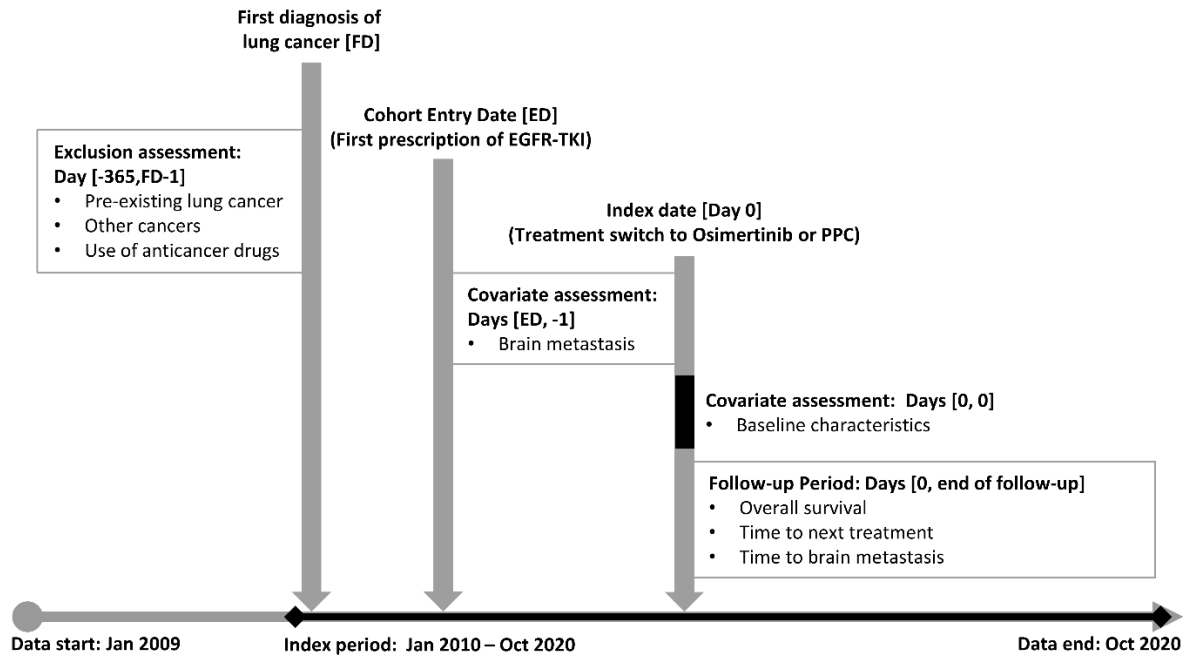 First diagnosis of
lung cancer [FD]
Cohort Entry Date [ED]
(First prescription of EGFR-TKI)
Exclusion assessment:
Day [-365,FD-1]
• Pre-existing lung cancer
• Other cancers
• Use of anticancer drugs
Index date [Day 0]
(Treatment switch to Osimertinib or PPC)
Covariate assessment:
Days [ED, -1]
• Brain metastasis
Covariate assessment: Days [0, 0]
• Baseline characteristics
Follow-up Period: Days [0, end of follow-up]
• Overall survival
• Time to next treatment
• Time to brain metastasis
Data start: Jan 2009
Index period: Jan 2010 – Oct 2020
Data end: Oct 2020